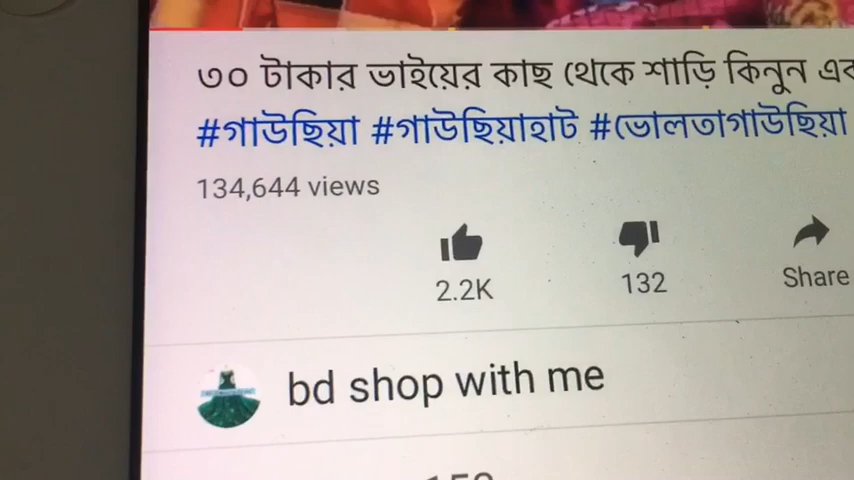 ৩০ টাকার ভাইয়ের কাছ থেকে শাড়ি কিনুন
#গাউছিয়া #গাউছিয়াহাট #ভোলতাগাউছিয়া
134,644 views
2.2K 132 Share
bd shop with me